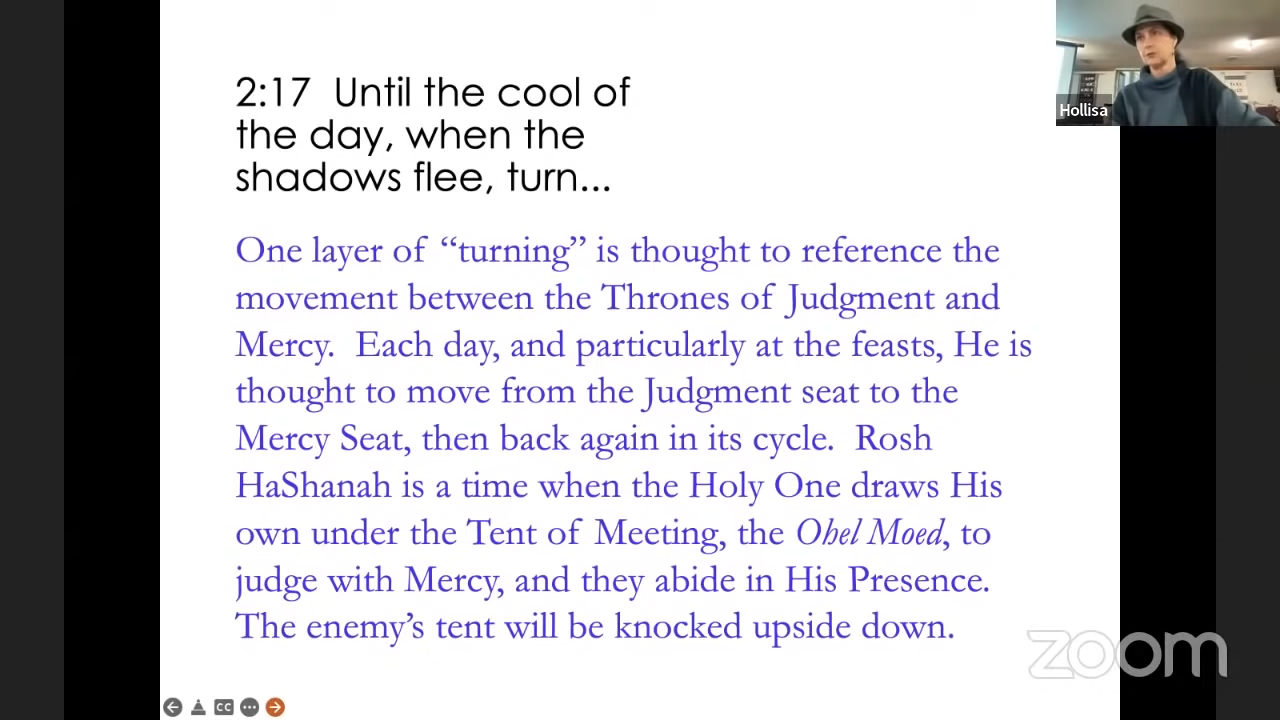 2:17 Until the cool of
the day, when the
shadows flee, turn...
Hollisa
One layer of “turning” is thought to reference the
movement between the Thrones of Judgment and
Mercy. Each day, and particularly at the feasts, He is
thought to move from the Judgment seat to the
Mercy Seat, then back again in its cycle. Rosh
HaShanah is a time when the Holy One draws His
own under the Tent of Meeting, the Ohel Moed, to
judge with Mercy, and they abide in His Presence.
The enemy’s tent will be knocked upside down.
zoom
CC